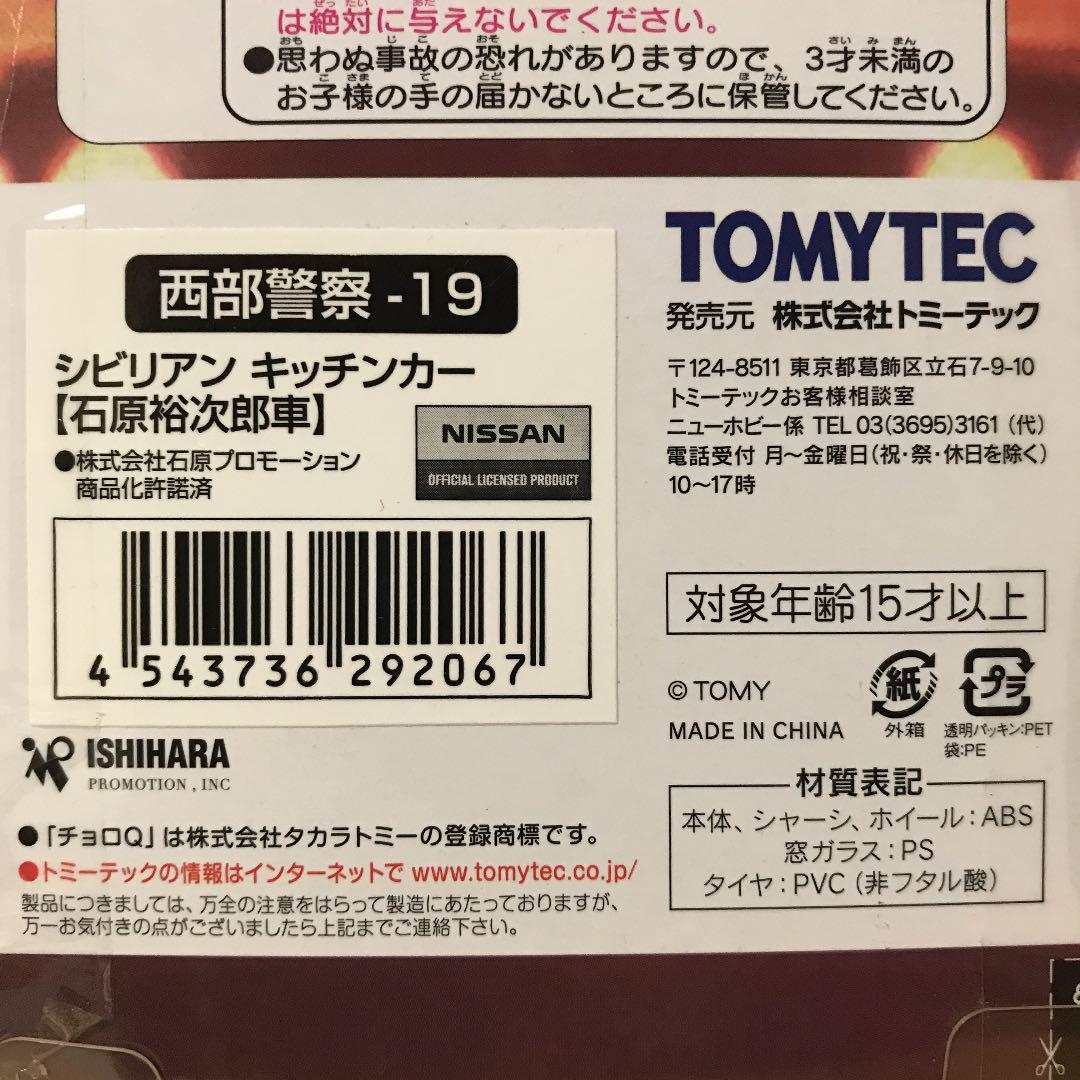 は絶対に与えないでください。
●思わぬ事故の恐れがありますので、3才未満の
お子様の手の届かないところに保管してください。
西部警察 -19
シビリアン キッチンカー
【石原裕次郎車】
●株式会社石原プロモーション
商品化許諾済
NISSAN
OFFICIAL LICENSED PRODUCT
4 543736 292067
ISHIHARA
PROMOTION , INC
●「チョロQ」は株式会社タカラトミーの登録商標です。
●トミーテックの情報はインターネットで www.tomytec.co.jp/
製品につきましては、万全の注意をはらって製造にあたっておりますが、
万一お気付きの点がございましたら上記までご連絡下さい。
TOMYTEC
発売元 株式会社トミーテック
〒124-8511 東京都葛飾区立石7-9-10
トミーテックお客様相談室
ニューホビー係 TEL 03(3695)3161 (代)
電話受付 月～金曜日(祝・祭・休日を除く)
10～17時
対象年齢15才以上
© TOMY
MADE IN CHINA
紙
外箱
プラ
透明パッキン:PET
袋:PE
材質表記
本体、シャーシ、ホイール:ABS
窓ガラス:PS
タイヤ:PVC (非フタル酸)